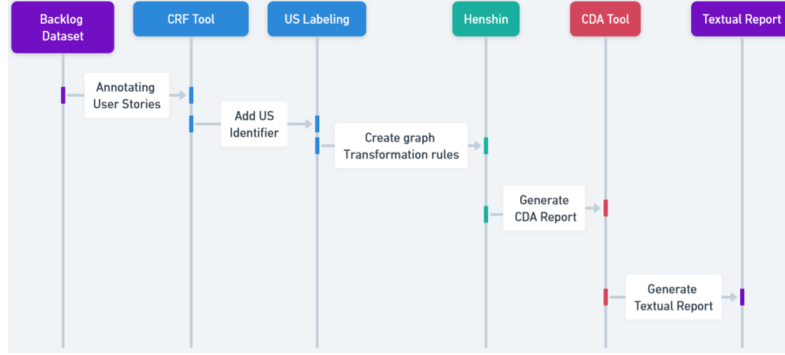 Backlog
Dataset
CRF Tool
US Labeling
Henshin
CDA Tool
Textual Report
Annotating
User Stories
Add US
Identifier
Create graph
Transformation rules
Generate
CDA Report
Generate
Textual Report